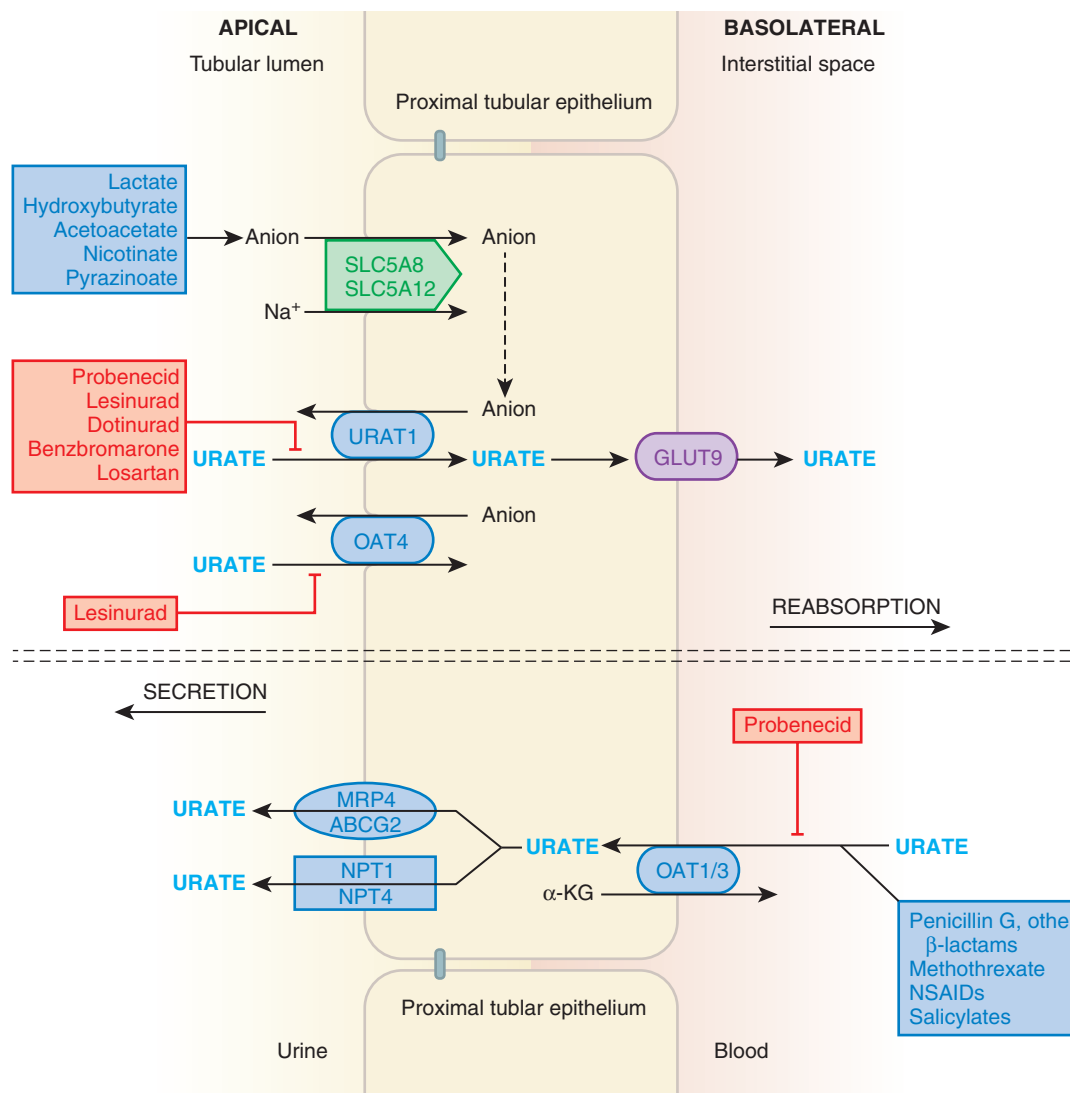 APICAL
Tubular lumen
BASOLATERAL
Interstitial space
Proximal tubular epithelium
Lactate
Hydroxybutyrate
Acetoacetate
Nicotinate
Pyrazinoate
Anion
Anion
SLC5A8
SLC5A12
Na⁺
Probenecid
Lesinurad
Dotinurad
Benzbromarone
Losartan
Anion
URAT1
URATE
URATE
GLUT9
URATE
Anion
OAT4
URATE
Lesinurad
REABSORPTION
SECRETION
Probenecid
URATE
MRP4
ABCG2
URATE
URATE
OAT1/3
URATE
NPT1
NPT4
α-KG
Penicillin G, othe
β-lactams
Methothrexate
NSAIDs
Salicylates
Proximal tublar epithelium
Urine
Blood